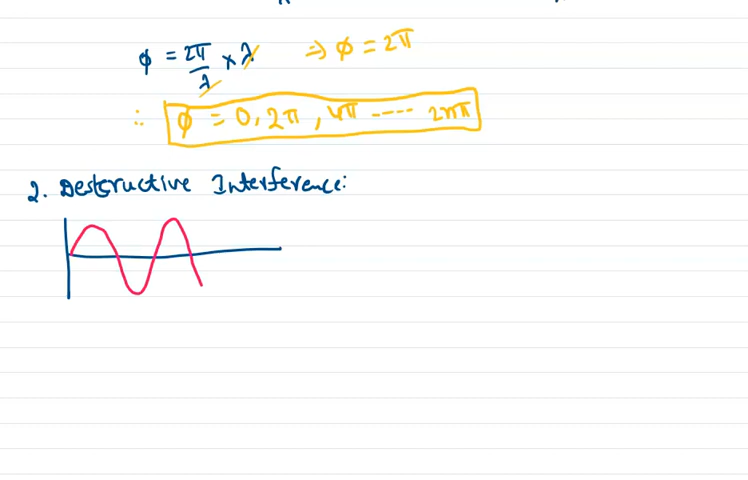 ϕ = 2π/λ × λ ⇒ ϕ = 2π
∴ ϕ = 0, 2π, 4π ---- 2nπ
2. Destructive Interference: